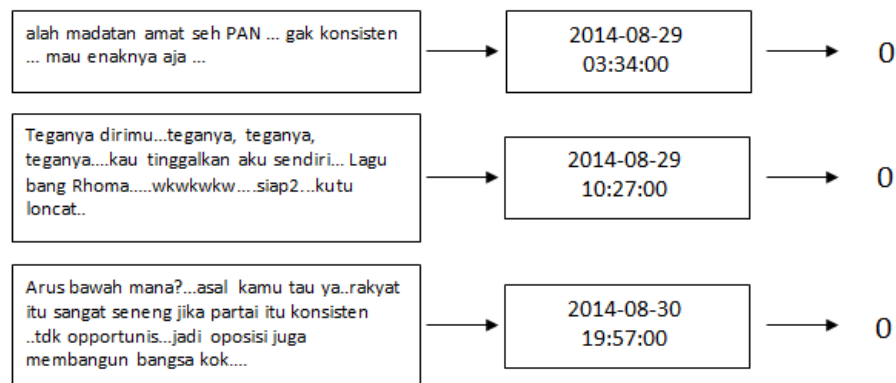 alah madatan amat seh PAN ... gak konsisten
... mau enaknya aja ...
2014-08-29
03:34:00
0
Teganya dirimu...teganya, teganya,
teganya....kau tinggalkan aku sendiri... Lagu
bang Rhoma.....wkwkwkw....siap2...kutu
loncat..
2014-08-29
10:27:00
0
Arus bawah mana?...asal kamu tau ya..rakyat
itu sangat seneng jika partai itu konsisten
..tdk opportunis...jadi oposisi juga
membangun bangsa kok....
2014-08-30
19:57:00
0